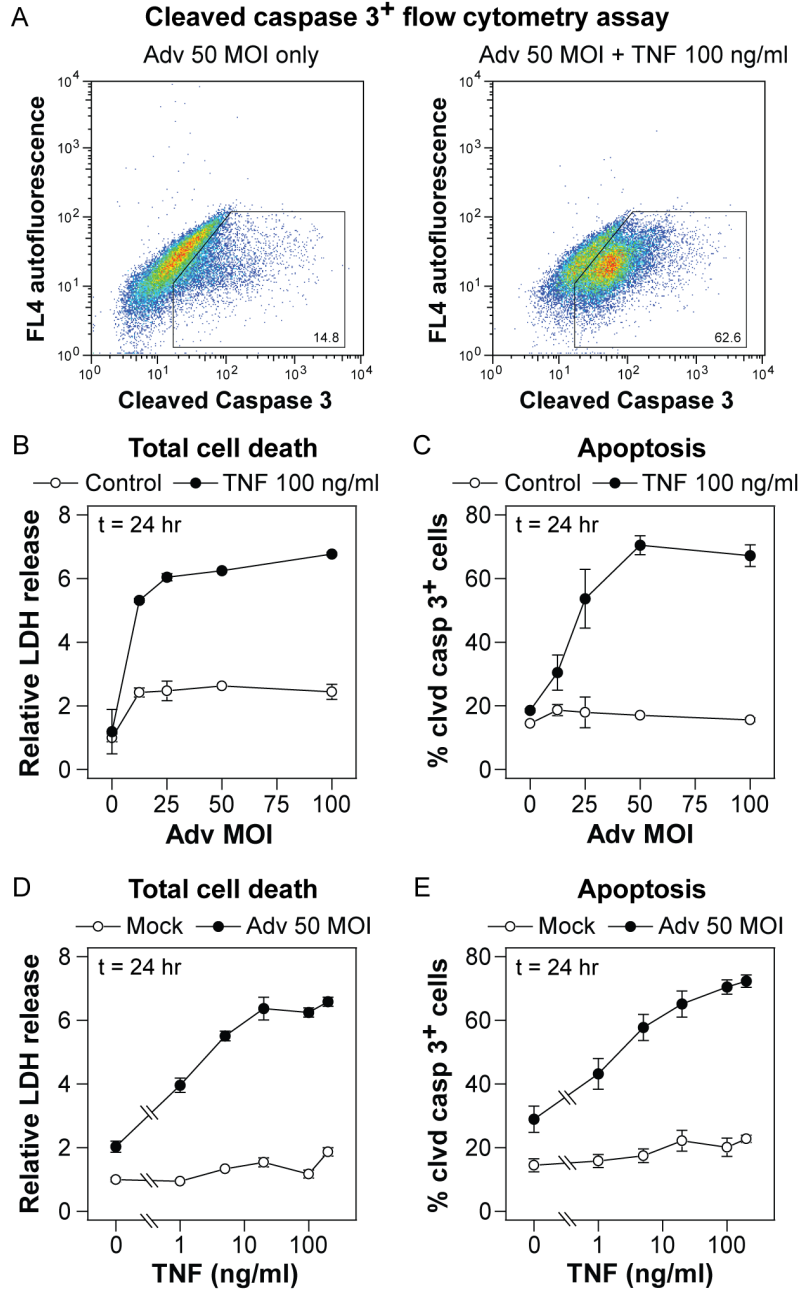 A
Cleaved caspase 3+ flow cytometry assay
Adv 50 MOI only
Adv 50 MOI + TNF 100 ng/ml
FL4 autofluorescence
10^4
10^3
10^2
10^1
10^0
14.8
10^0 10^1 10^2 10^3 10^4
Cleaved Caspase 3
FL4 autofluorescence
10^4
10^3
10^2
10^1
10^0
62.6
10^0 10^1 10^2 10^3 10^4
Cleaved Caspase 3
B
Total cell death
Control TNF 100 ng/ml
t = 24 hr
Relative LDH release
8
6
4
2
0
0 25 50 75 100
Adv MOI
C
Apoptosis
Control TNF 100 ng/ml
t = 24 hr
% clvd casp 3+ cells
80
60
40
20
0
0 25 50 75 100
Adv MOI
D
Total cell death
Mock Adv 50 MOI
t = 24 hr
Relative LDH release
8
6
4
2
0
0 1 10 100
TNF (ng/ml)
E
Apoptosis
Mock Adv 50 MOI
t = 24 hr
% clvd casp 3+ cells
80
60
40
20
0
0 1 10 100
TNF (ng/ml)